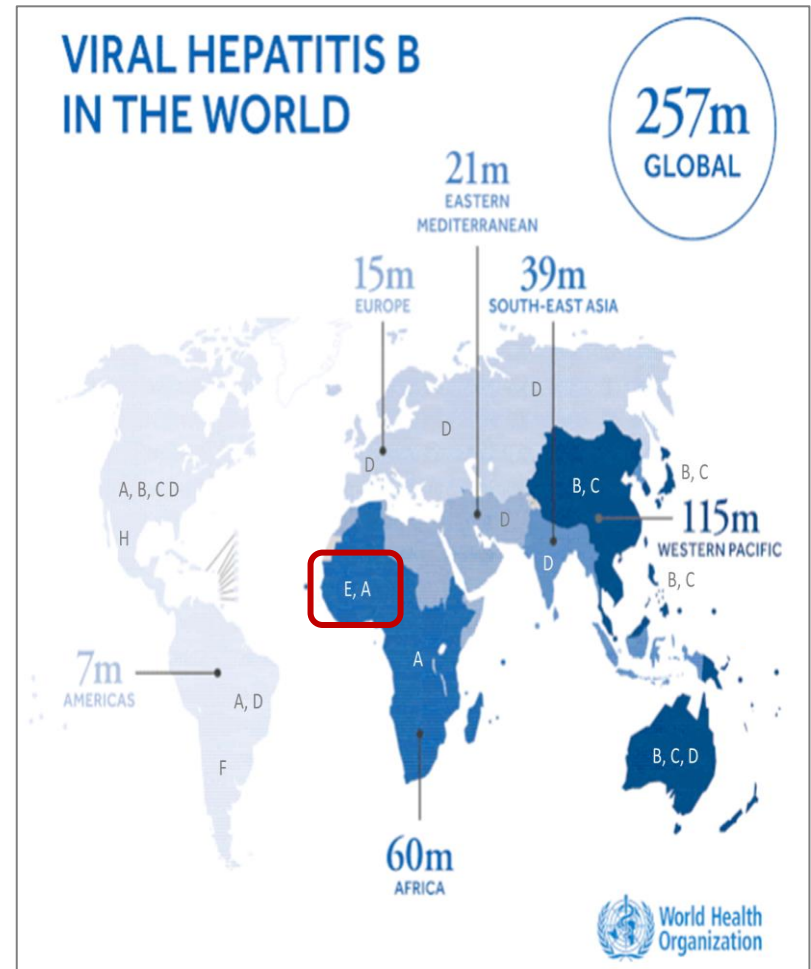 VIRAL HEPATITIS B
IN THE WORLD
257m
GLOBAL
21m
EASTERN
MEDITERRANEAN
15m
EUROPE
39m
SOUTH-EAST ASIA
D
D
D
A, B, C D
H
B, C
B, C
115m
WESTERN PACIFIC
D
D
B, C
E, A
A
7m
AMERICAS
A, D
F
B, C, D
60m
AFRICA
World Health
Organization